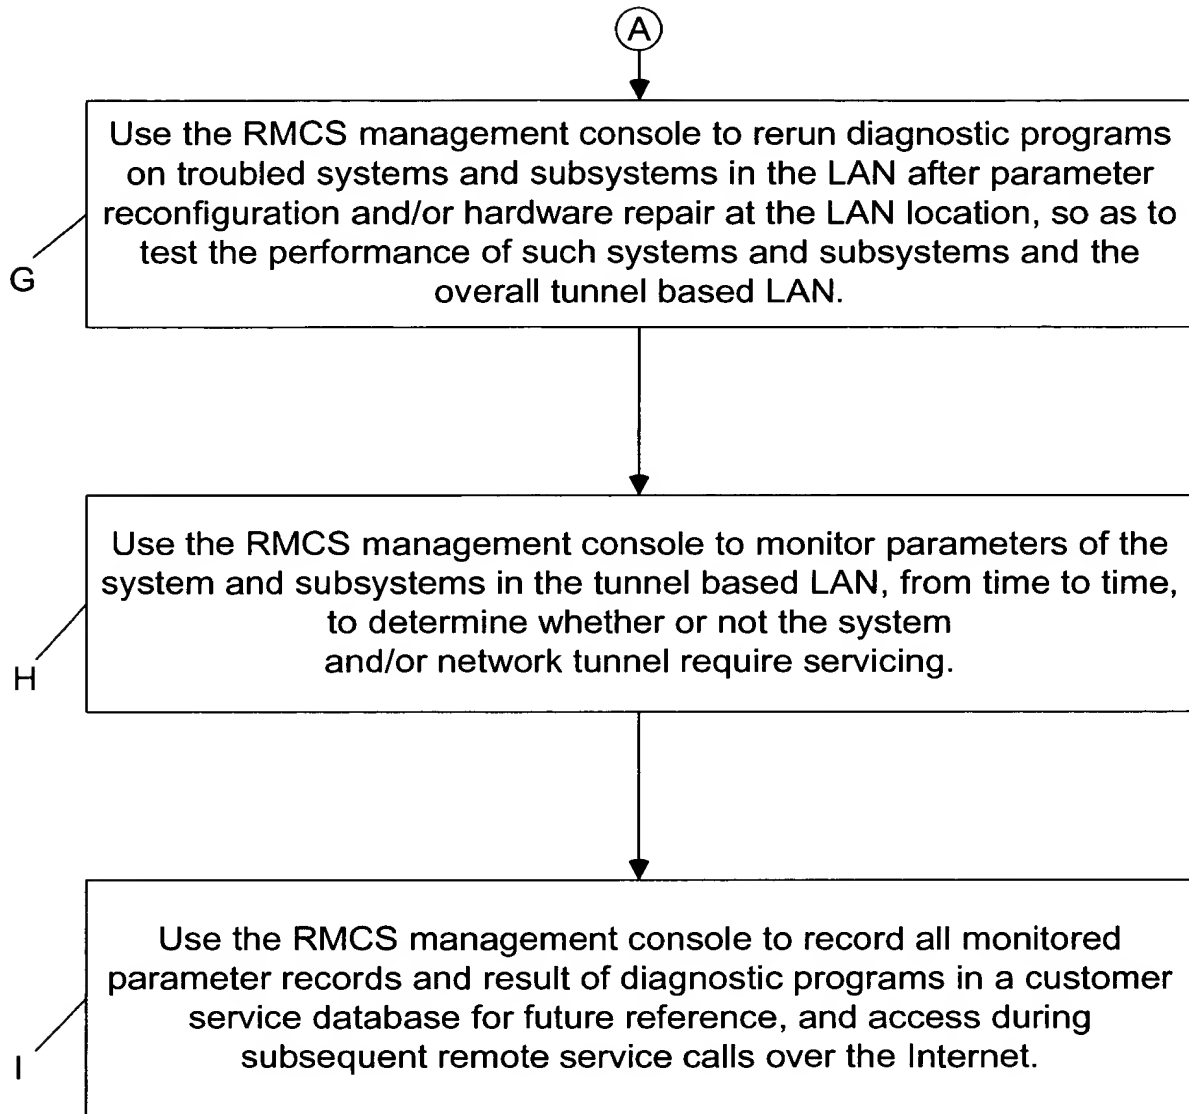 A
Use the RMCS management console to rerun diagnostic programs
on troubled systems and subsystems in the LAN after parameter
reconfiguration and/or hardware repair at the LAN location, so as to
test the performance of such systems and subsystems and the
overall tunnel based LAN.
G
Use the RMCS management console to monitor parameters of the
system and subsystems in the tunnel based LAN, from time to time,
to determine whether or not the system
and/or network tunnel require servicing.
H
Use the RMCS management console to record all monitored
parameter records and result of diagnostic programs in a customer
service database for future reference, and access during
subsequent remote service calls over the Internet.
I